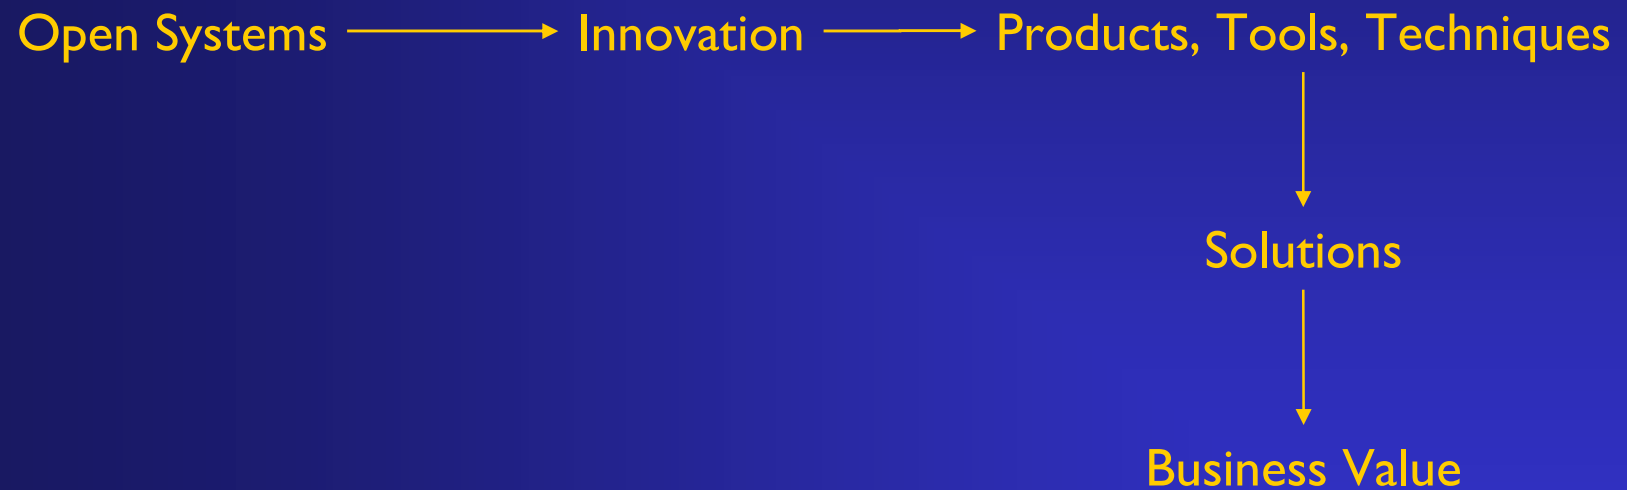 Open Systems Innovation Products, Tools, Techniques
Solutions
Business Value